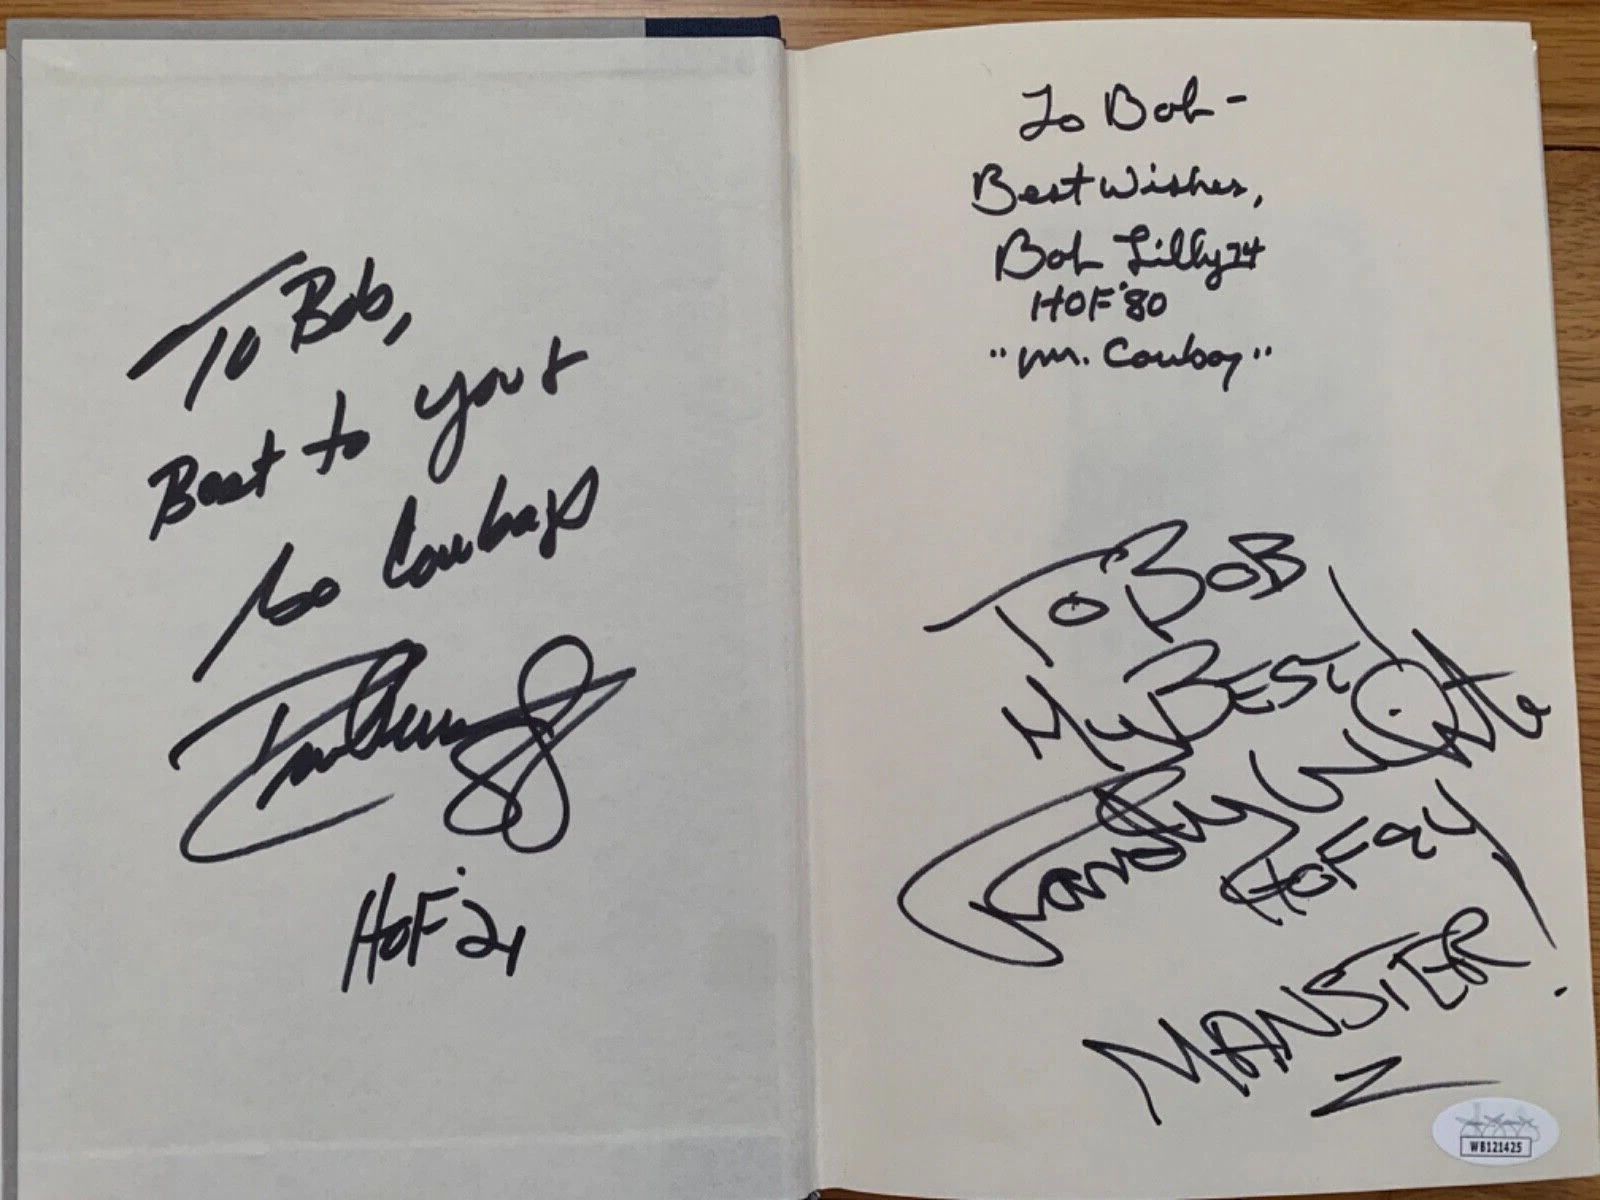 To Bob,
Best to you &
Go Cowboys
HOF '21
To Bob -
Best Wishes,
Bob Lilly 74
HOF '80
"Mr. Cowboy"
To BOB
My BEST
Randy White
HOF 94
MANSTER
WB121425